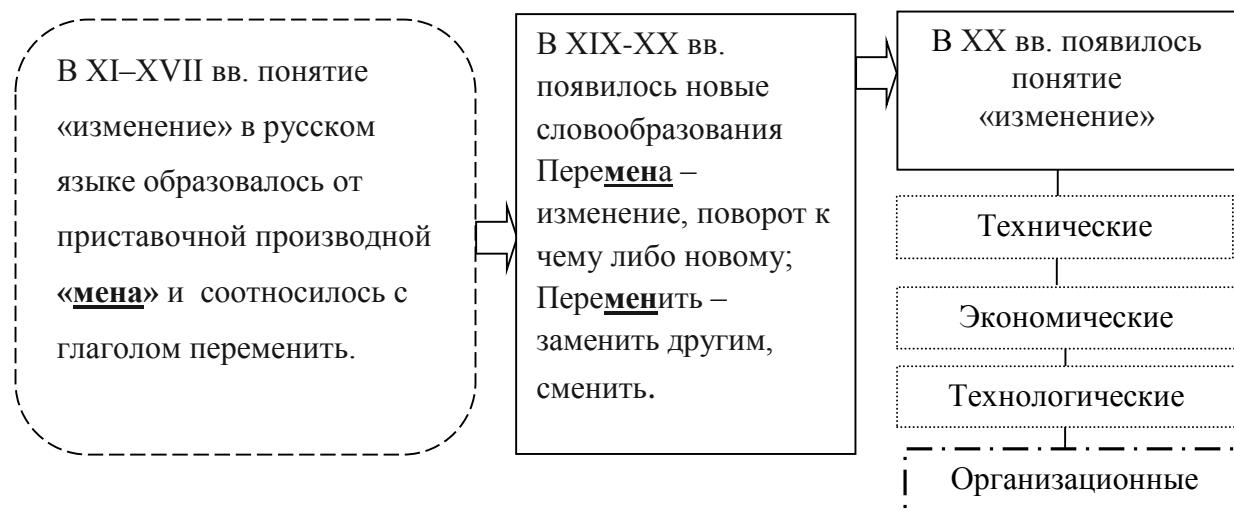 В XI–XVII вв. понятие
«изменение» в русском
языке образовалось от
приставочной производной
«мена» и соотносилось с
глаголом переменить.
В XIX-XX вв.
появилось новые
словообразования
Перемена –
изменение, поворот к
чему либо новому;
Переменить –
заменить другим,
сменить.
В XX вв. появилось
понятие
«изменение»
Технические
Экономические
Технологические
Организационные